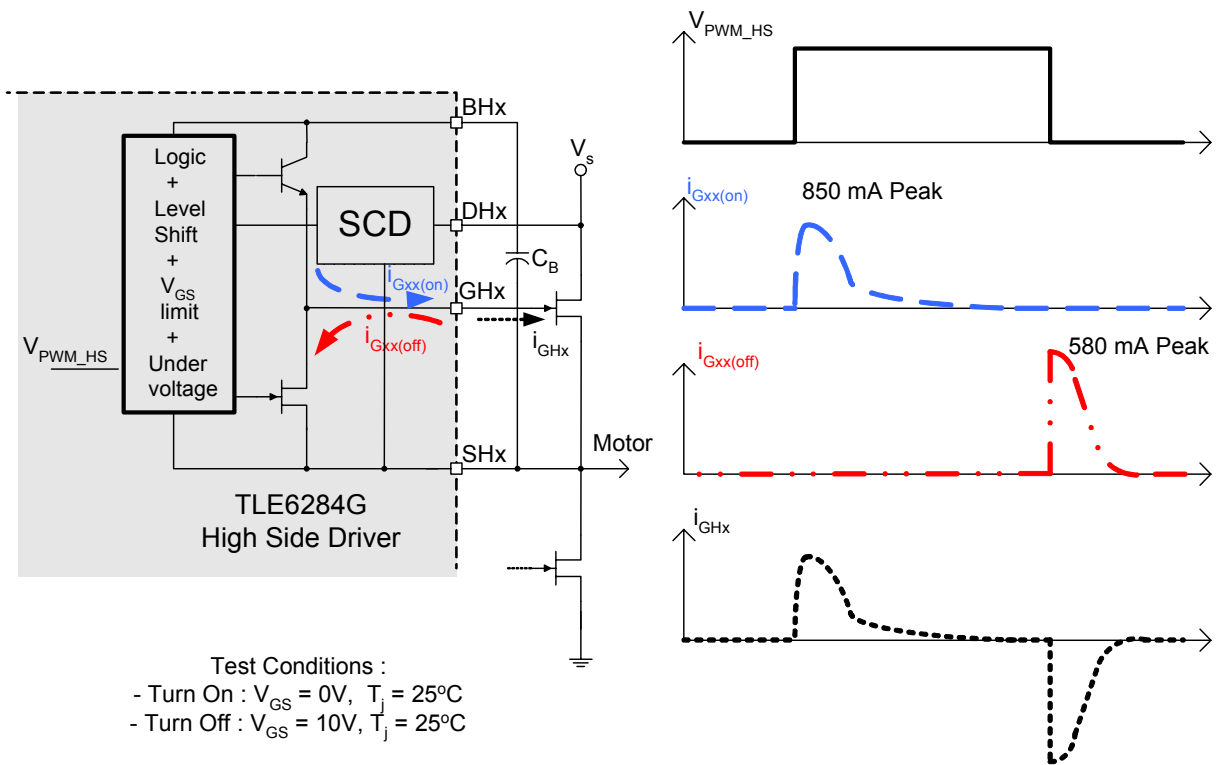 BHx
Logic
+
Level
Shift
+
VGS
limit
+
Under
voltage
VPWM_HS
SCD
DHx
Vs
CB
iGxx(on)
GHx
iGxx(off)
iGHx
SHx
Motor
TLE6284G
High Side Driver
Test Conditions :
- Turn On : VGS = 0V, Tj = 25ºC
- Turn Off : VGS = 10V, Tj = 25ºC
VPWM_HS
iGxx(on)
850 mA Peak
iGxx(off)
580 mA Peak
iGHx